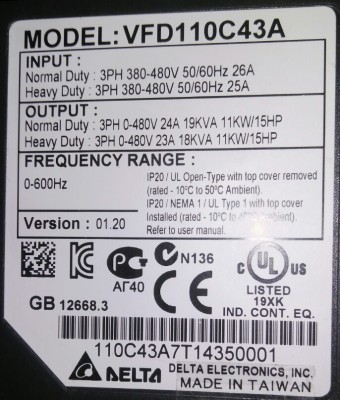 MODEL: VFD110C43A
INPUT :
Normal Duty : 3PH 380-480V 50/60Hz 26A
Heavy Duty : 3PH 380-480V 50/60Hz 25A
OUTPUT :
Normal Duty : 3PH 0-480V 24A 19KVA 11KW/15HP
Heavy Duty : 3PH 0-480V 23A 18KVA 11KW/15HP
FREQUENCY RANGE :
0-600Hz
IP20 / UL Open-Type with top cover removed
(rated - 10°C to 50°C Ambient).
IP20 / NEMA 1 / UL Type 1 with top cover
Installed (rated - 10°C to 40°C Ambient).
Refer to user manual.
Version : 01.20
N136
АГ40
CE
C UL US
LISTED
19XK
IND. CONT. EQ.
GB 12668.3
110C43A7T14350001
DELTA
DELTA ELECTRONICS, INC.
MADE IN TAIWAN